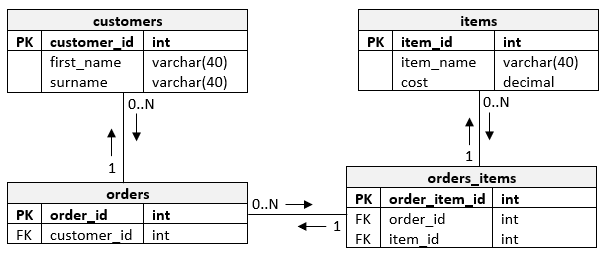 customers
PK customer_id int
first_name varchar(40)
surname varchar(40)
items
PK item_id int
item_name varchar(40)
cost decimal
0..N
1
0..N
1
orders
PK order_id int
FK customer_id int
0..N
1
orders_items
PK order_item_id int
FK order_id int
FK item_id int